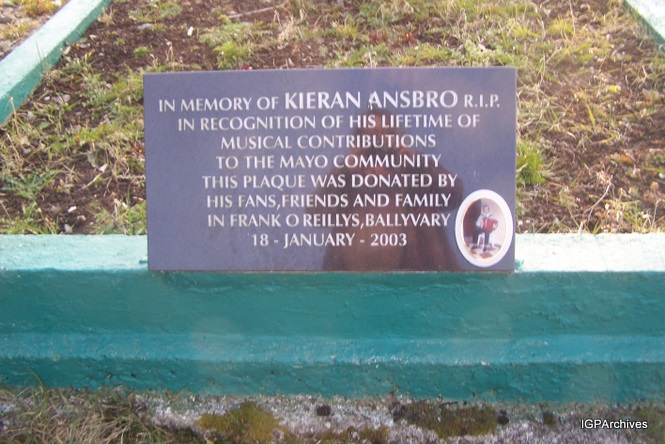 IN MEMORY OF KIERAN ANSBRO R.I.P.
IN RECOGNITION OF HIS LIFETIME OF
MUSICAL CONTRIBUTIONS
TO THE MAYO COMMUNITY
THIS PLAQUE WAS DONATED BY
HIS FANS,FRIENDS AND FAMILY
IN FRANK O REILLYS,BALLYVARY
18 - JANUARY - 2003
IGPArchives